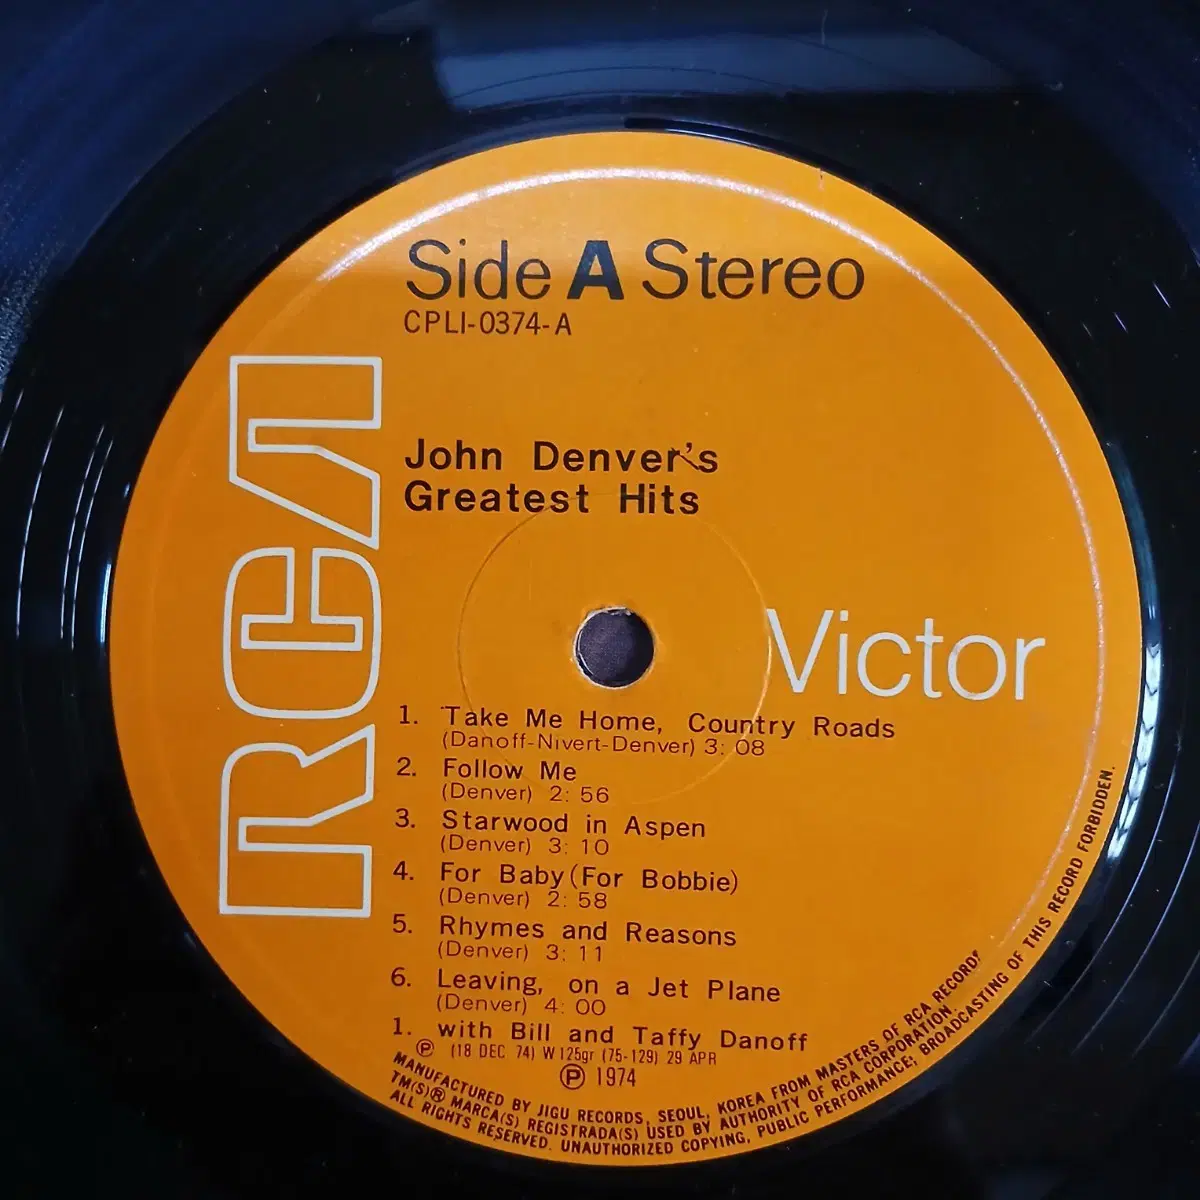 Side A Stereo
CPLI-0374-A
RCA
John Denver's
Greatest Hits
Victor
1. Take Me Home, Country Roads
(Danoff-Nivert-Denver) 3: 08
2. Follow Me
(Denver) 2: 56
3. Starwood in Aspen
(Denver) 3: 10
4. For Baby (For Bobbie)
(Denver) 2: 58
5. Rhymes and Reasons
(Denver) 3: 11
6. Leaving, on a Jet Plane
(Denver) 4: 00
1. with Bill and Taffy Danoff
Ⓟ (18 DEC 74) W 125gr (75-129) 29 APR
Ⓟ 1974
MANUFACTURED BY JIGU RECORDS, SEOUL, KOREA FROM MASTERS OF RCA RECORDS
TM(S)® MARCA(S) REGISTRADA(S) USED BY AUTHORITY OF RCA CORPORATION,
ALL RIGHTS RESERVED. UNAUTHORIZED COPYING, PUBLIC PERFORMANCE, BROADCASTING OF THIS RECORD FORBIDDEN.